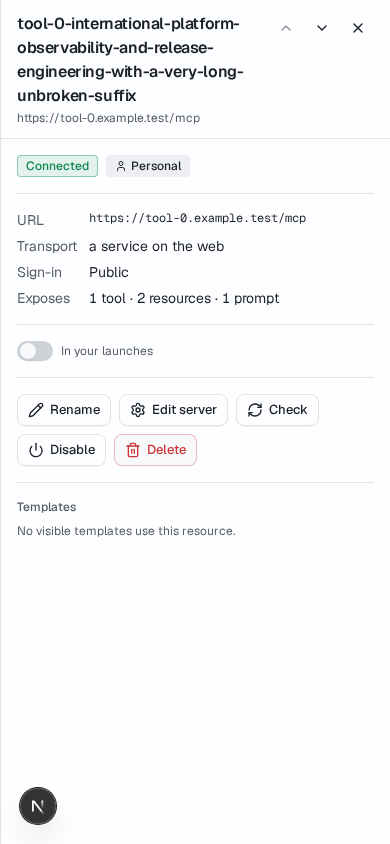 tool-0-international-platform-
observability-and-release-
engineering-with-a-very-long-
unbroken-suffix
https://tool-0.example.test/mcp
Connected
Personal
URL https://tool-0.example.test/mcp
Transport a service on the web
Sign-in Public
Exposes 1 tool · 2 resources · 1 prompt
In your launches
Rename Edit server Check
Disable Delete
Templates
No visible templates use this resource.
N